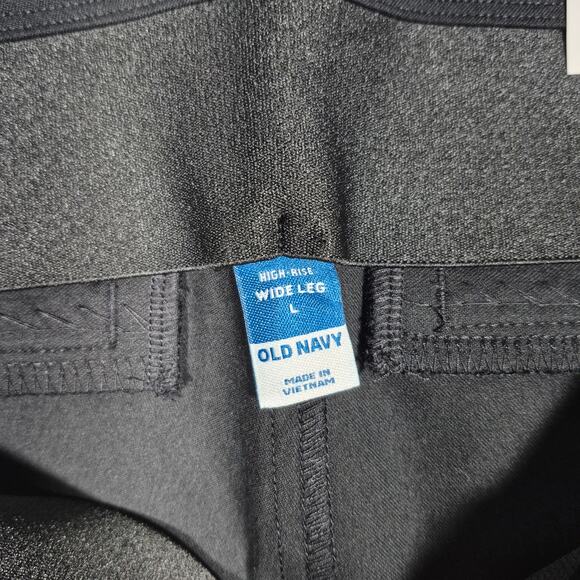 HIGH-RISE
WIDE LEG
L
OLD NAVY
MADE IN
VIETNAM